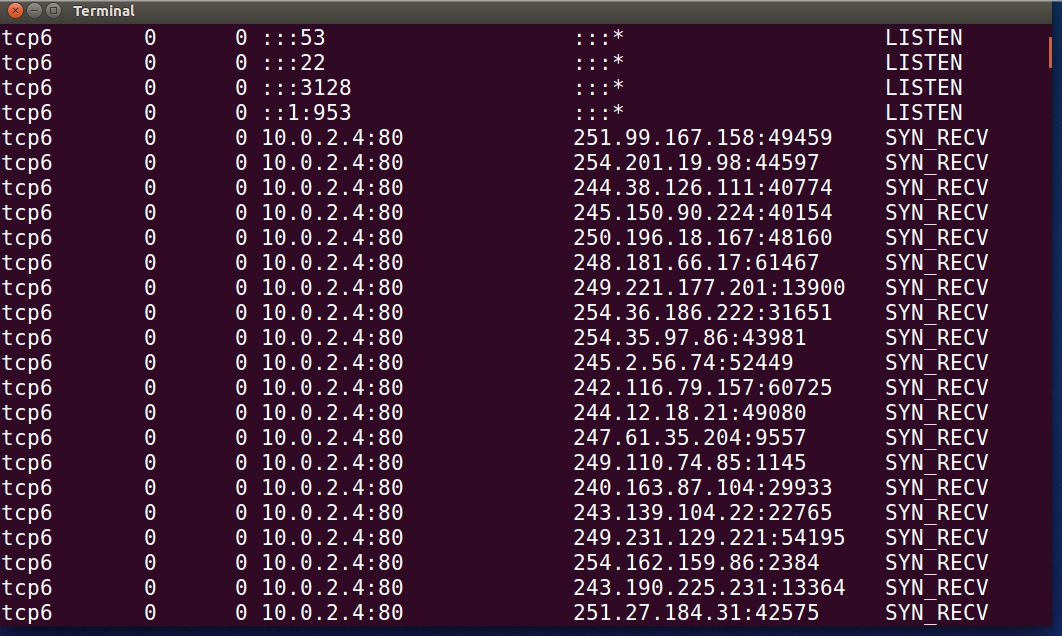 Terminal
tcp6 0 0 :::53 :::* LISTEN
tcp6 0 0 :::22 :::* LISTEN
tcp6 0 0 :::3128 :::* LISTEN
tcp6 0 0 ::1:953 :::* LISTEN
tcp6 0 0 10.0.2.4:80 251.99.167.158:49459 SYN_RECV
tcp6 0 0 10.0.2.4:80 254.201.19.98:44597 SYN_RECV
tcp6 0 0 10.0.2.4:80 244.38.126.111:40774 SYN_RECV
tcp6 0 0 10.0.2.4:80 245.150.90.224:40154 SYN_RECV
tcp6 0 0 10.0.2.4:80 250.196.18.167:48160 SYN_RECV
tcp6 0 0 10.0.2.4:80 248.181.66.17:61467 SYN_RECV
tcp6 0 0 10.0.2.4:80 249.221.177.201:13900 SYN_RECV
tcp6 0 0 10.0.2.4:80 254.36.186.222:31651 SYN_RECV
tcp6 0 0 10.0.2.4:80 254.35.97.86:43981 SYN_RECV
tcp6 0 0 10.0.2.4:80 245.2.56.74:52449 SYN_RECV
tcp6 0 0 10.0.2.4:80 242.116.79.157:60725 SYN_RECV
tcp6 0 0 10.0.2.4:80 244.12.18.21:49080 SYN_RECV
tcp6 0 0 10.0.2.4:80 247.61.35.204:9557 SYN_RECV
tcp6 0 0 10.0.2.4:80 249.110.74.85:1145 SYN_RECV
tcp6 0 0 10.0.2.4:80 240.163.87.104:29933 SYN_RECV
tcp6 0 0 10.0.2.4:80 243.139.104.22:22765 SYN_RECV
tcp6 0 0 10.0.2.4:80 249.231.129.221:54195 SYN_RECV
tcp6 0 0 10.0.2.4:80 254.162.159.86:2384 SYN_RECV
tcp6 0 0 10.0.2.4:80 243.190.225.231:13364 SYN_RECV
tcp6 0 0 10.0.2.4:80 251.27.184.31:42575 SYN_RECV